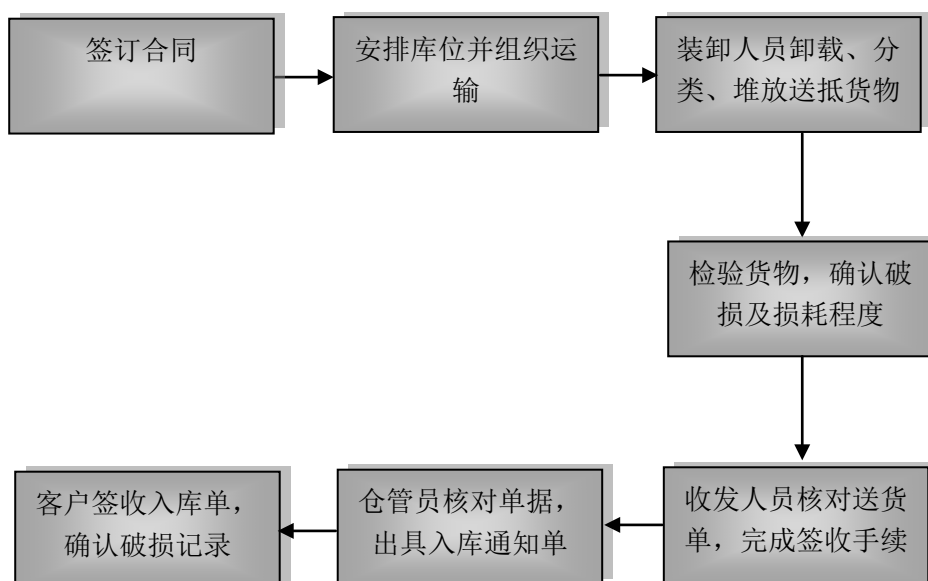 签订合同
安排库位并组织运
输
装卸人员卸载、分
类、堆放送抵货物
检验货物，确认破
损及损耗程度
收发人员核对送货
单，完成签收手续
仓管员核对单据，
出具入库通知单
客户签收入库单，
确认破损记录